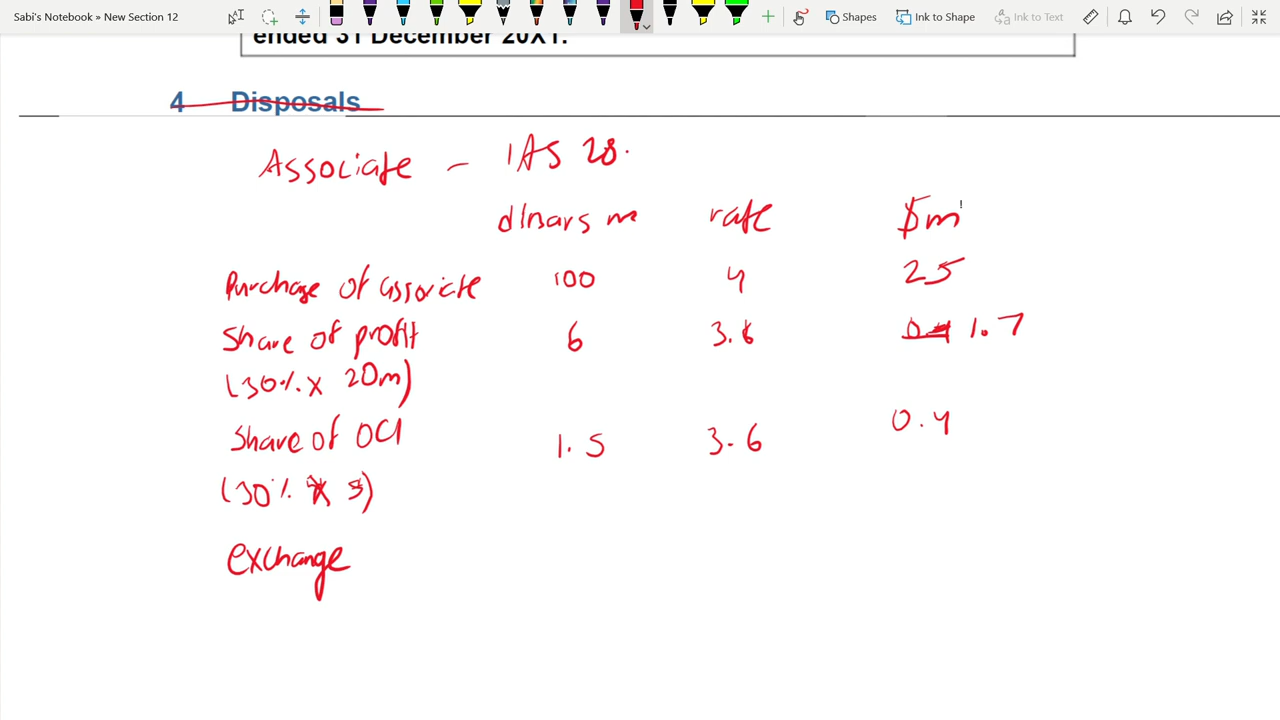 Sabi's Notebook » New Section 12
Shapes
Ink to Shape
Ink to Text
ended 31 December 20X1.
4 Disposals
Associate - IAS 28.
dinars m rate $m
Purchase of associate 100 4 25
Share of profit 6 3.6 1.7
(30% x 20m)
Share of OCI 1.5 3.6 0.4
(30% x 5)
exchange